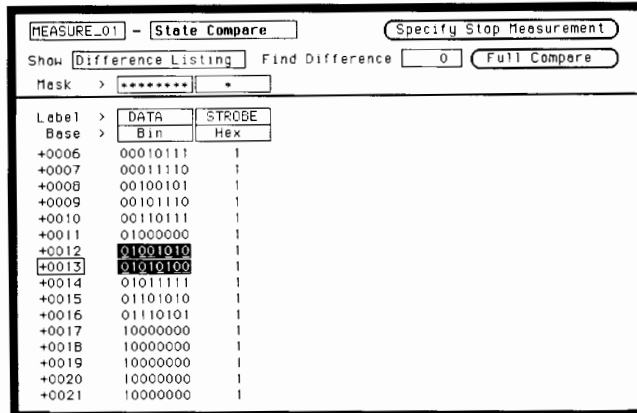 MEASURE_01 - State Compare Specify Stop Measurement
Show Difference Listing Find Difference 0 Full Compare
Mask > ******** *
Label > DATA STROBE
Base > Bin Hex
+0006 00010111 1
+0007 00011110 1
+0008 00100101 1
+0009 00101110 1
+0010 00110111 1
+0011 01000000 1
+0012 01001010 1
+0013 01010100 1
+0014 01011111 1
+0015 01101010 1
+0016 01110101 1
+0017 10000000 1
+0018 10000000 1
+0019 10000000 1
+0020 10000000 1
+0021 10000000 1